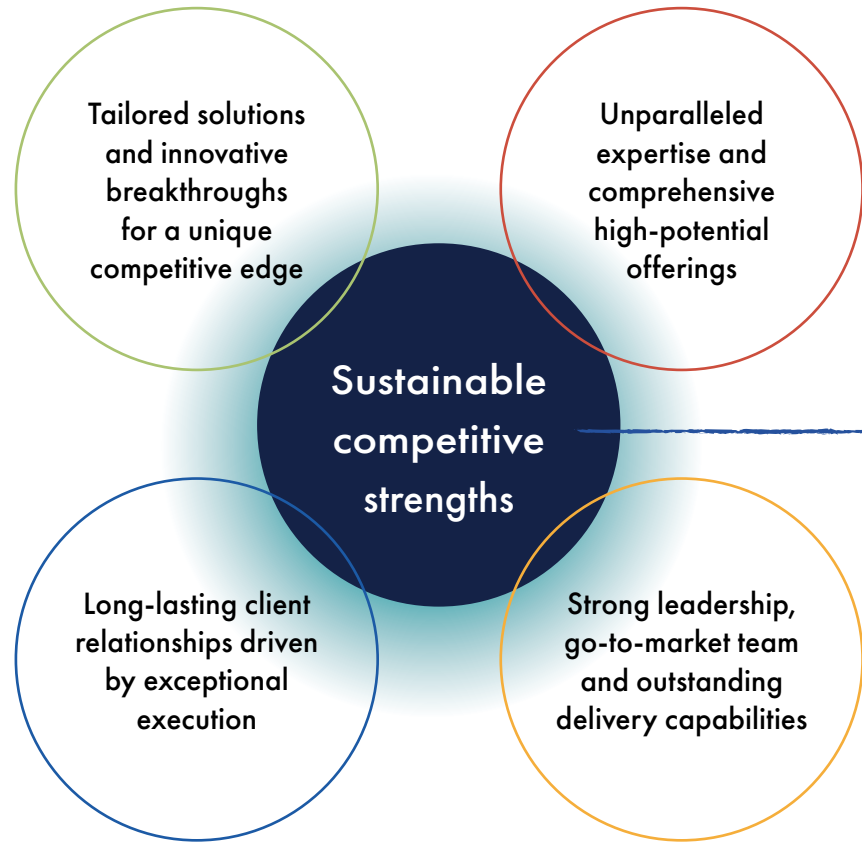 Tailored solutions
and innovative
breakthroughs
for a unique
competitive edge
Unparalleled
expertise and
comprehensive
high-potential
offerings
Sustainable
competitive
strengths
Long-lasting client
relationships driven
by exceptional
execution
Strong leadership,
go-to-market team
and outstanding
delivery capabilities